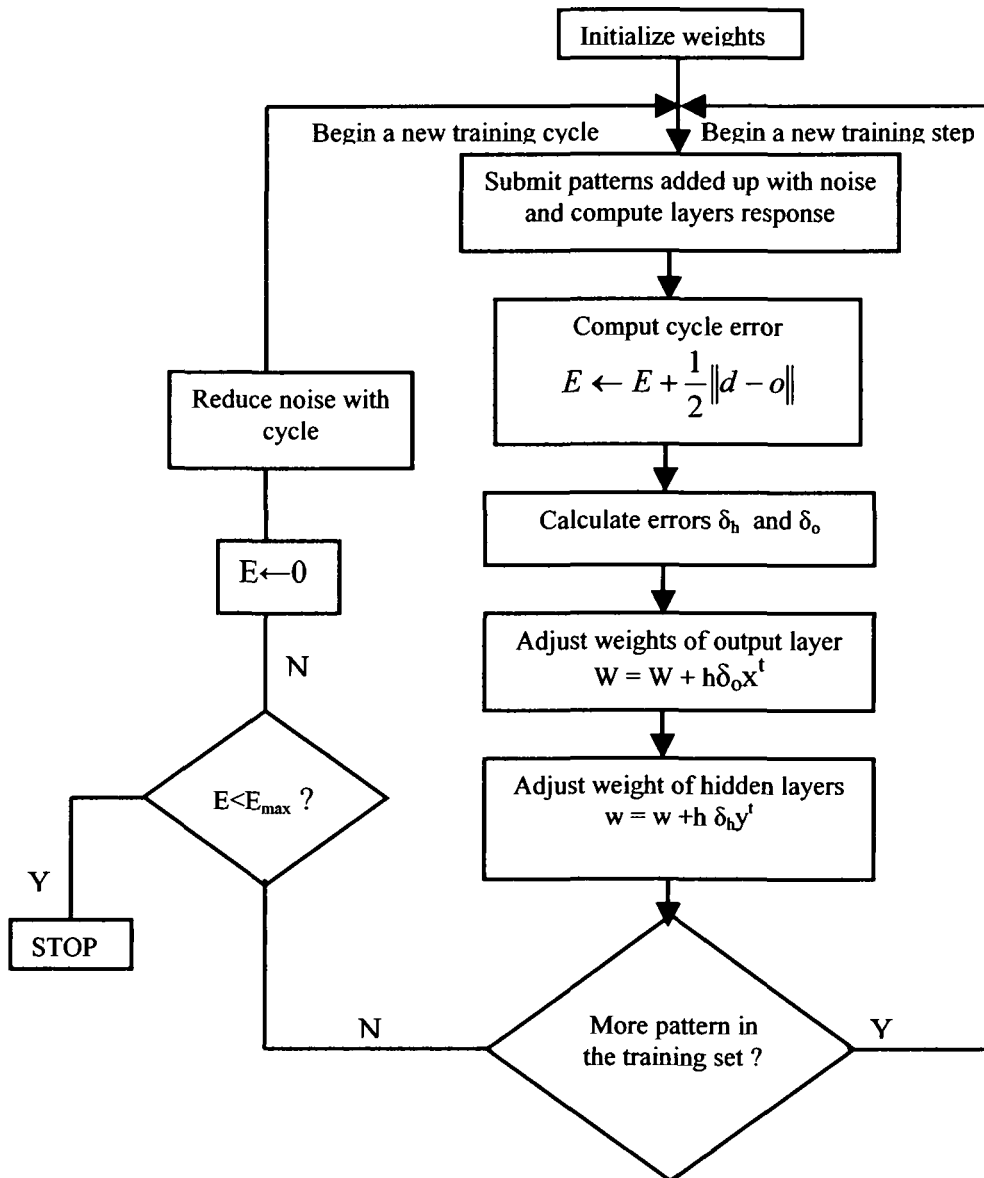 Initialize weights
Begin a new training cycle
Begin a new training step
Submit patterns added up with noise
and compute layers response
Comput cycle error
E ← E + 1/2 ||d − o||
Reduce noise with
cycle
Calculate errors δh and δo
E←0
Adjust weights of output layer
W = W + hδox^t
N
Adjust weight of hidden layers
w = w +h δhy^t
E<Emax ?
Y
STOP
More pattern in
the training set ?
N
Y